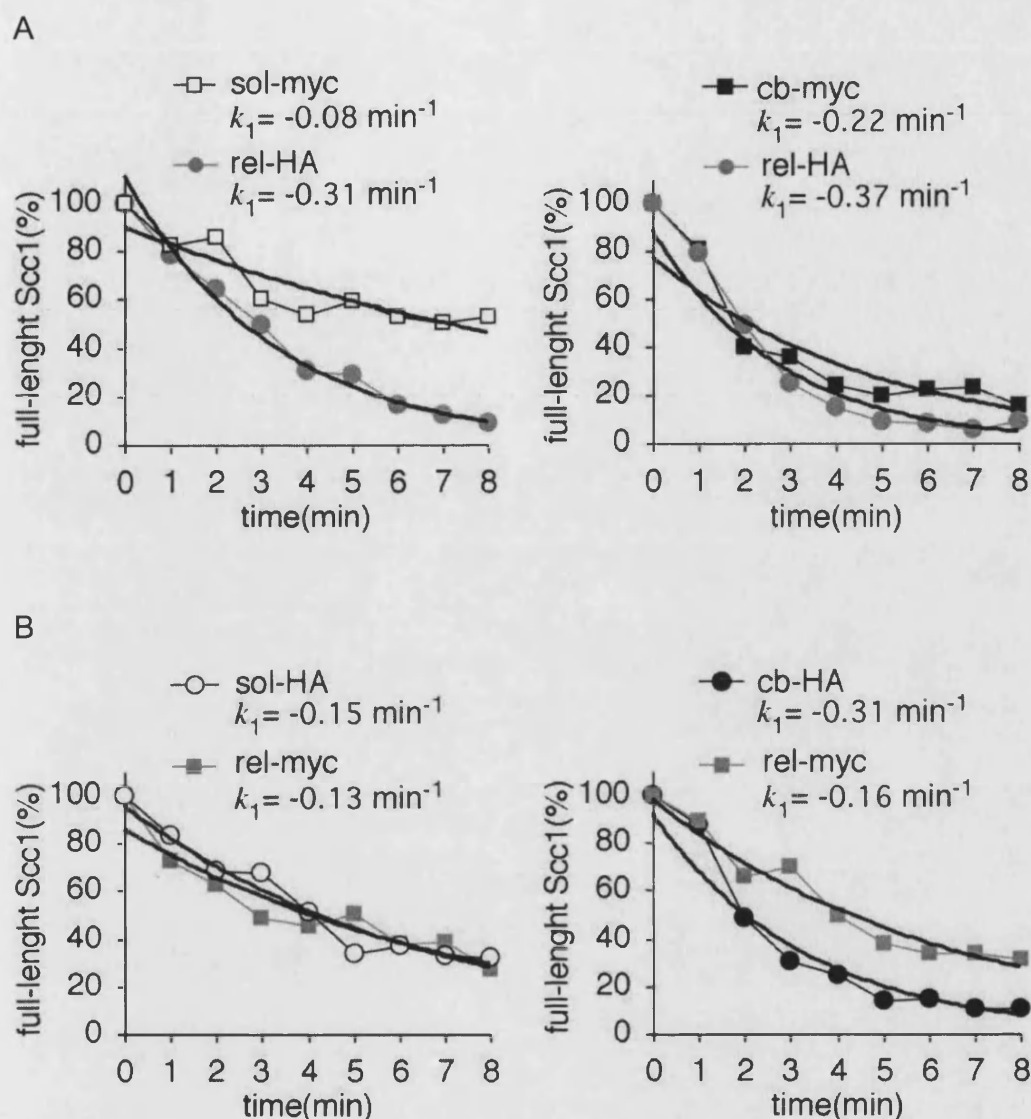 A
sol-myc
k₁= -0.08 min⁻¹
rel-HA
k₁= -0.31 min⁻¹
full-lenght Scc1(%)
100
80
60
40
20
0
0 1 2 3 4 5 6 7 8
time(min)
cb-myc
k₁= -0.22 min⁻¹
rel-HA
k₁= -0.37 min⁻¹
full-lenght Scc1(%)
100
80
60
40
20
0
0 1 2 3 4 5 6 7 8
time(min)
B
sol-HA
k₁= -0.15 min⁻¹
rel-myc
k₁= -0.13 min⁻¹
full-lenght Scc1(%)
100
80
60
40
20
0
0 1 2 3 4 5 6 7 8
time(min)
cb-HA
k₁= -0.31 min⁻¹
rel-myc
k₁= -0.16 min⁻¹
full-lenght Scc1(%)
100
80
60
40
20
0
0 1 2 3 4 5 6 7 8
time(min)